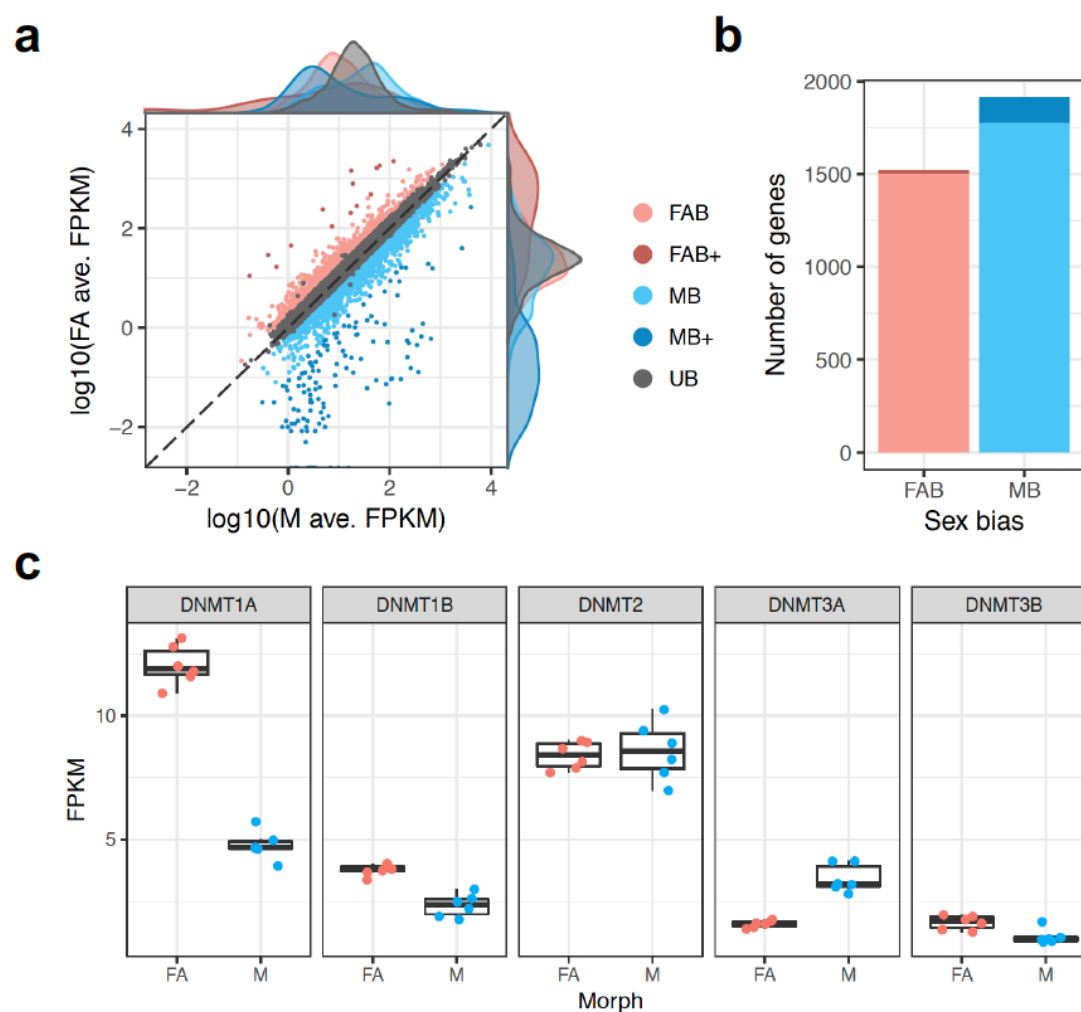 a
4
2
0
−2
log10(FA ave. FPKM)
−2 0 2 4
log10(M ave. FPKM)
FAB
FAB+
MB
MB+
UB
b
2000
1500
1000
500
0
Number of genes
FAB MB
Sex bias
c
DNMT1A DNMT1B DNMT2 DNMT3A DNMT3B
10
5
FPKM
FA M FA M FA M FA M FA M
Morph